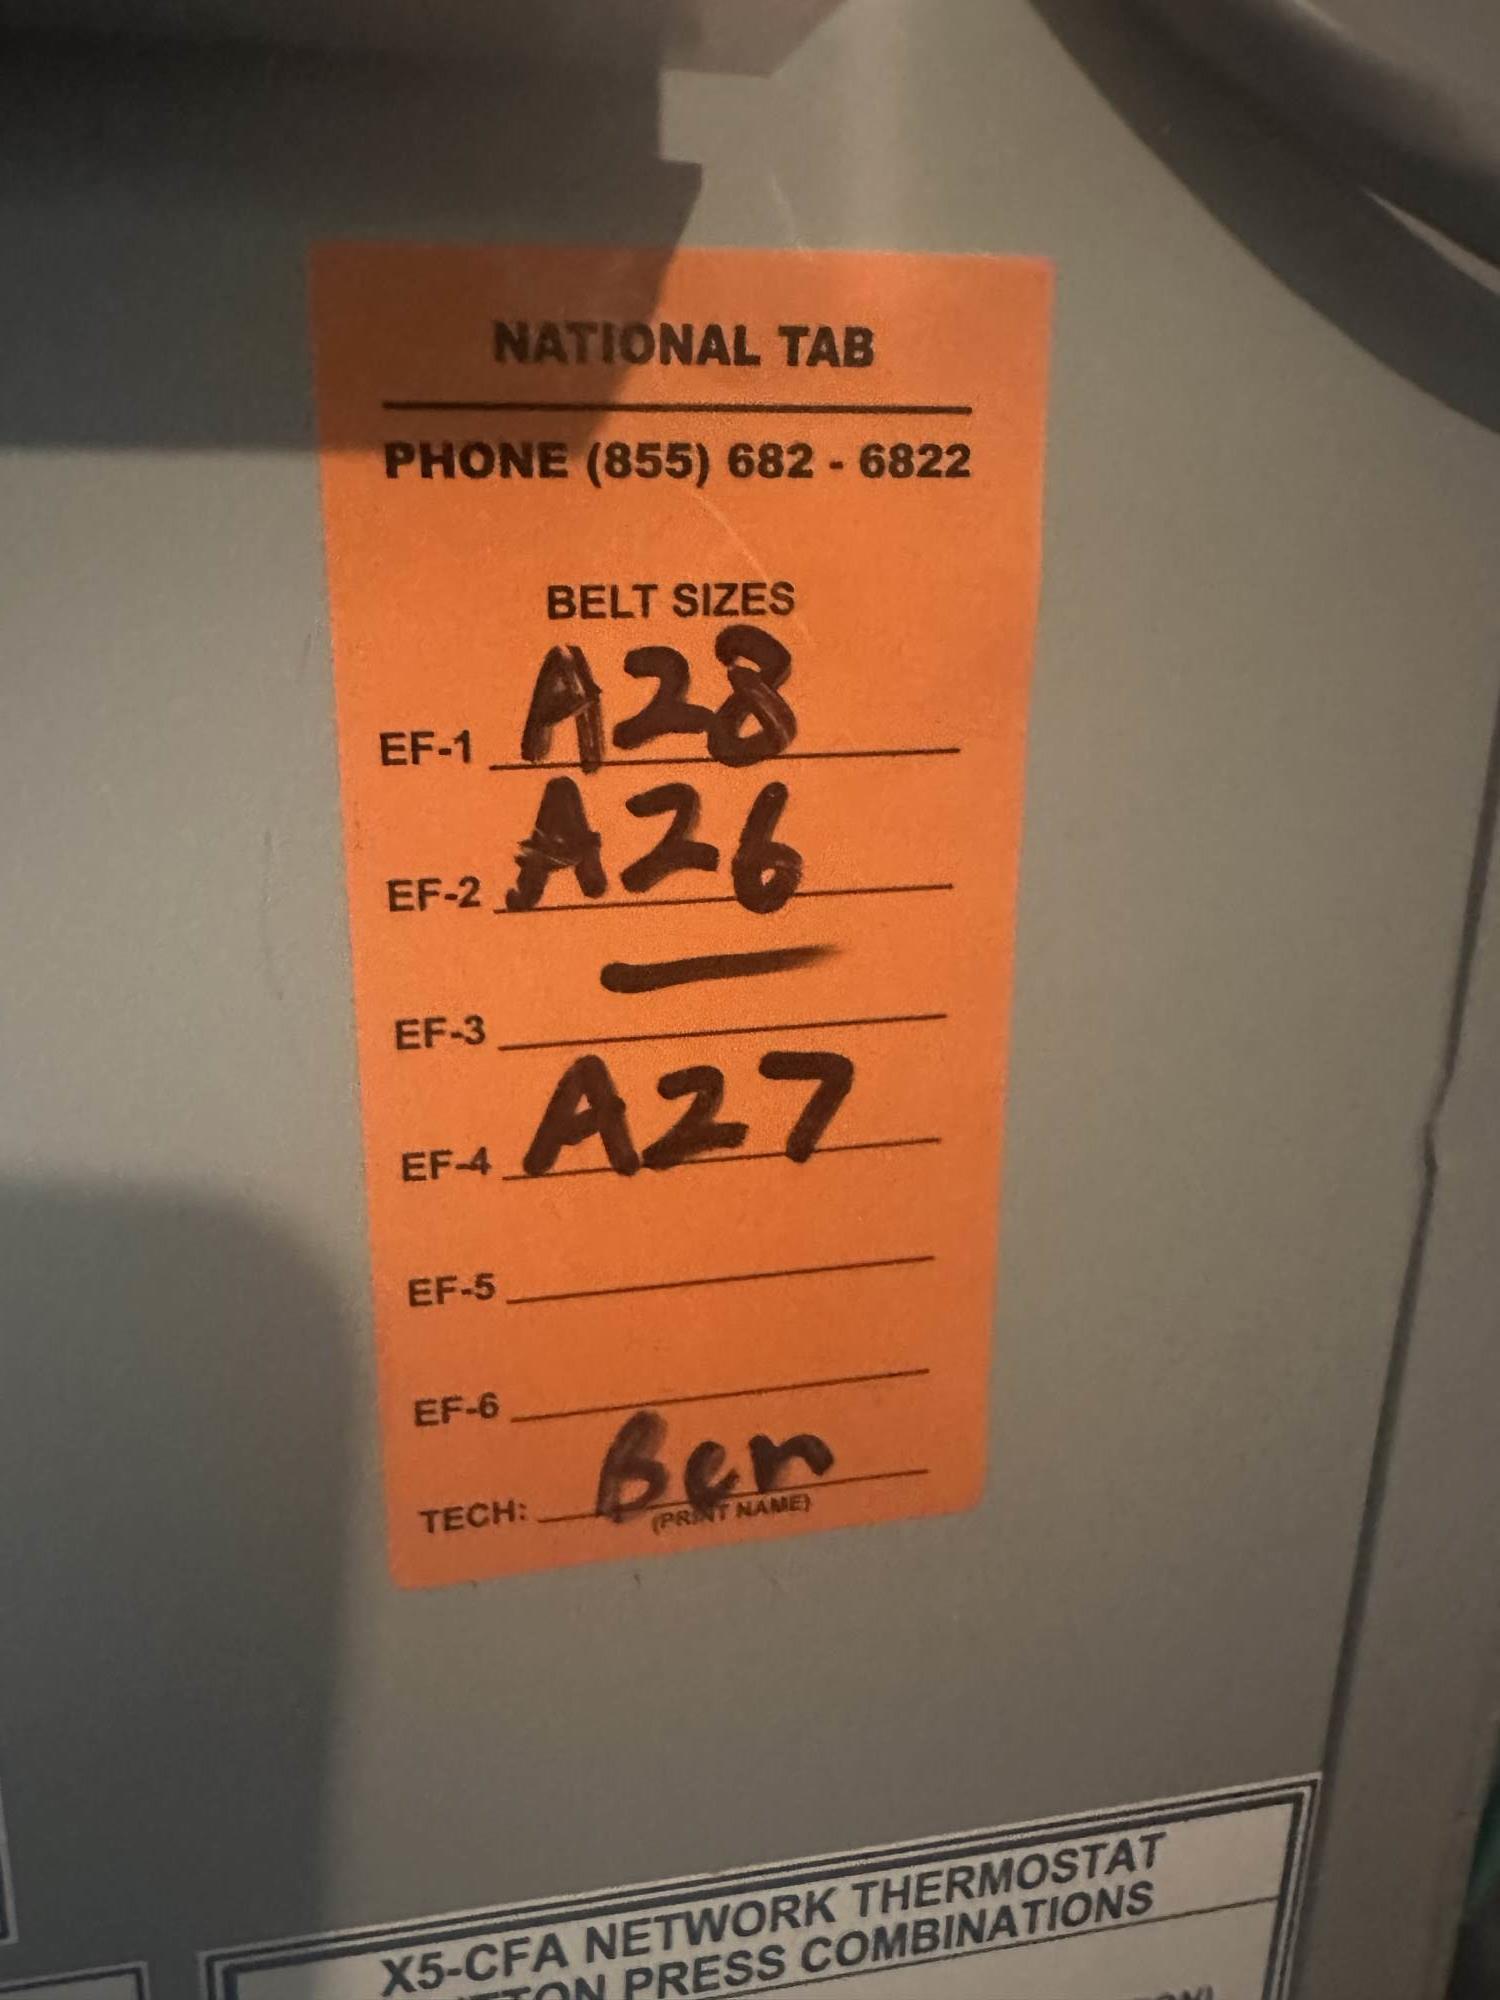 NATIONAL TAB
PHONE (855) 682 - 6822
BELT SIZES
EF-1 A28
EF-2 A26
EF-3 —
EF-4 A27
EF-5
EF-6
TECH: Ben
(PRINT NAME)
X5-CFA NETWORK THERMOSTAT
PRESS COMBINATIONS